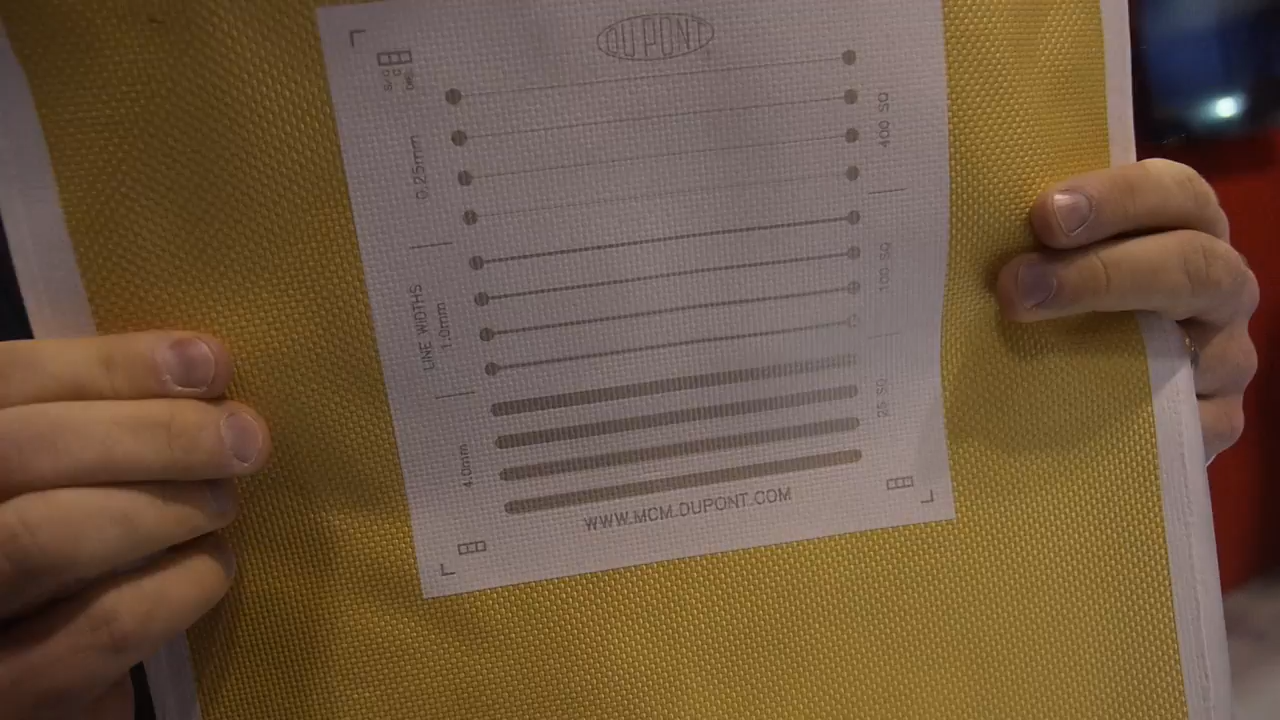 DUPONT
0.25mm
400 SQ
LINE WIDTHS
1.0mm
100 SQ
4.0mm
25 SQ
WWW.MCM.DUPONT.COM